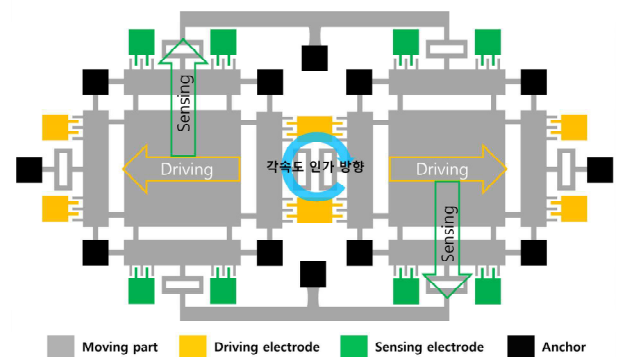 Sensing
Driving
각속도 인가 방향
Driving
Sensing
Moving part
Driving electrode
Sensing electrode
Anchor